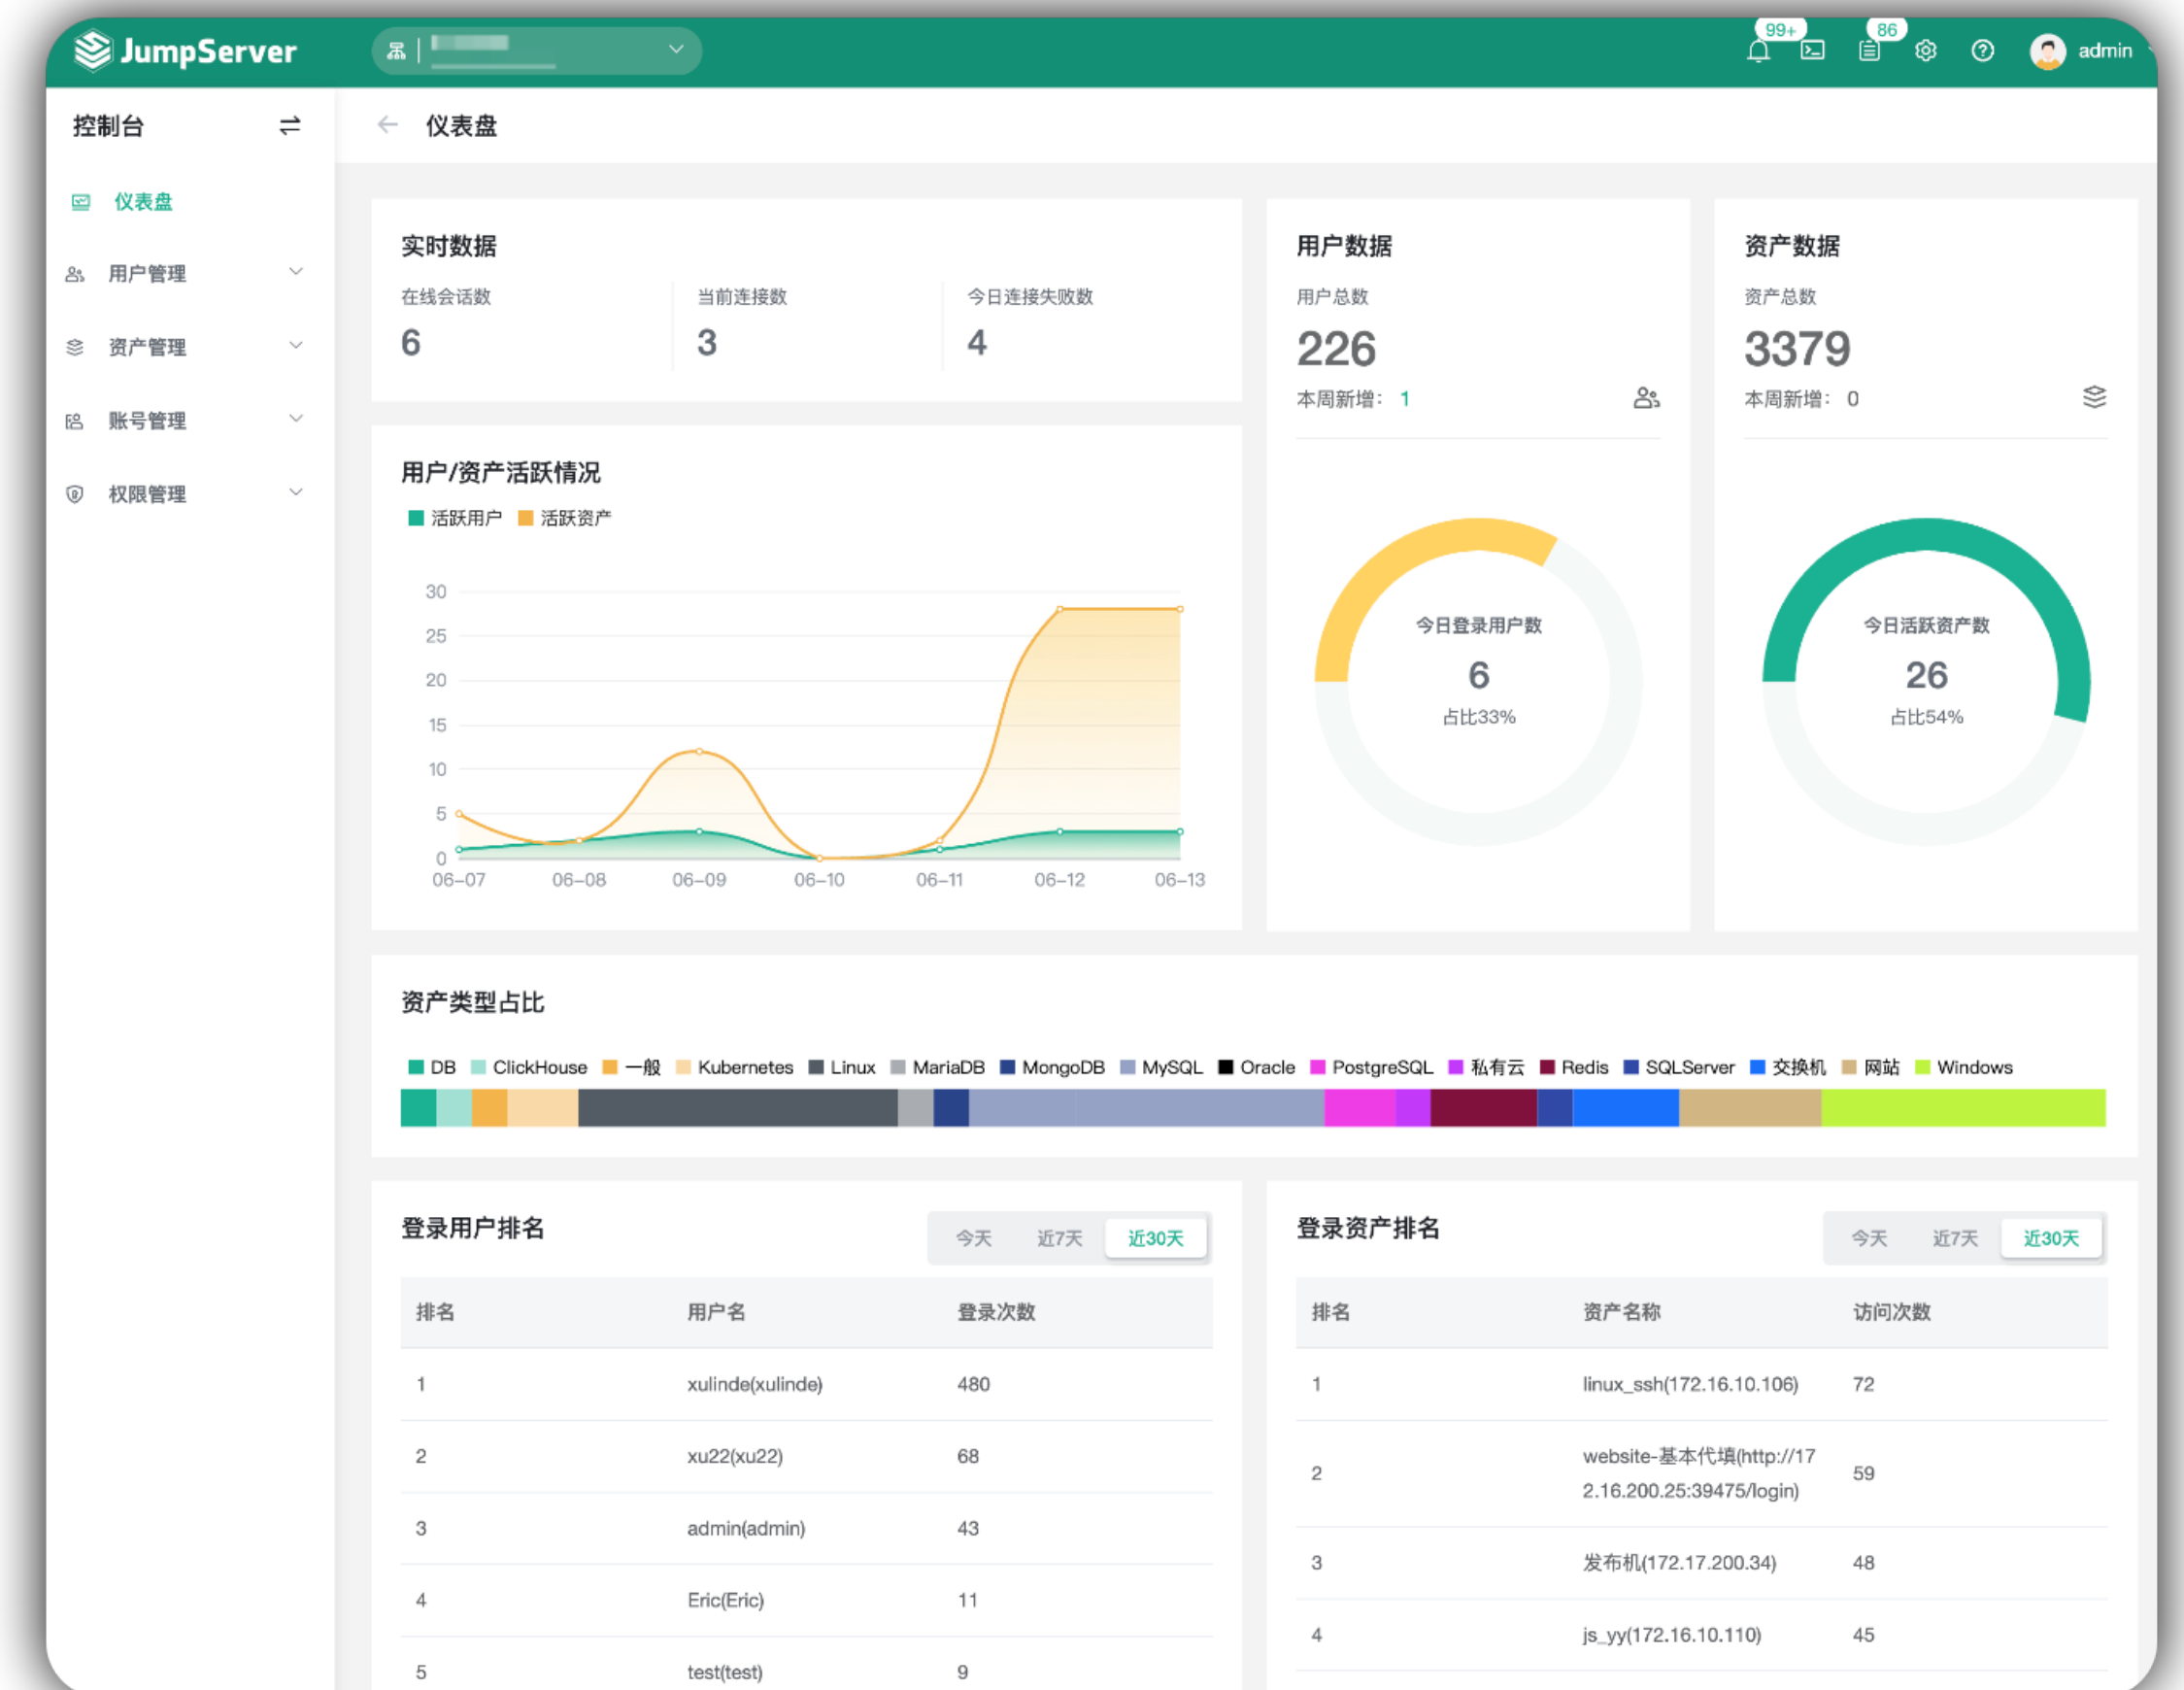 JumpServer
99+
86
admin
控制台
仪表盘
仪表盘
用户管理
资产管理
账号管理
权限管理
实时数据
在线会话数
6
当前连接数
3
今日连接失败数
4
用户/资产活跃情况
活跃用户 活跃资产
30
25
20
15
10
5
0
06-07 06-08 06-09 06-10 06-11 06-12 06-13
用户数据
用户总数
226
本周新增： 1
今日登录用户数
6
占比33%
资产数据
资产总数
3379
本周新增： 0
今日活跃资产数
26
占比54%
资产类型占比
DB ClickHouse 一般 Kubernetes Linux MariaDB MongoDB MySQL Oracle PostgreSQL 私有云 Redis SQLServer 交换机 网站 Windows
登录用户排名
今天 近7天 近30天
排名 用户名 登录次数
1 xulinde(xulinde) 480
2 xu22(xu22) 68
3 admin(admin) 43
4 Eric(Eric) 11
5 test(test) 9
登录资产排名
今天 近7天 近30天
排名 资产名称 访问次数
1 linux_ssh(172.16.10.106) 72
2 website-基本代填(http://17
2.16.200.25:39475/login) 59
3 发布机(172.17.200.34) 48
4 js_yy(172.16.10.110) 45